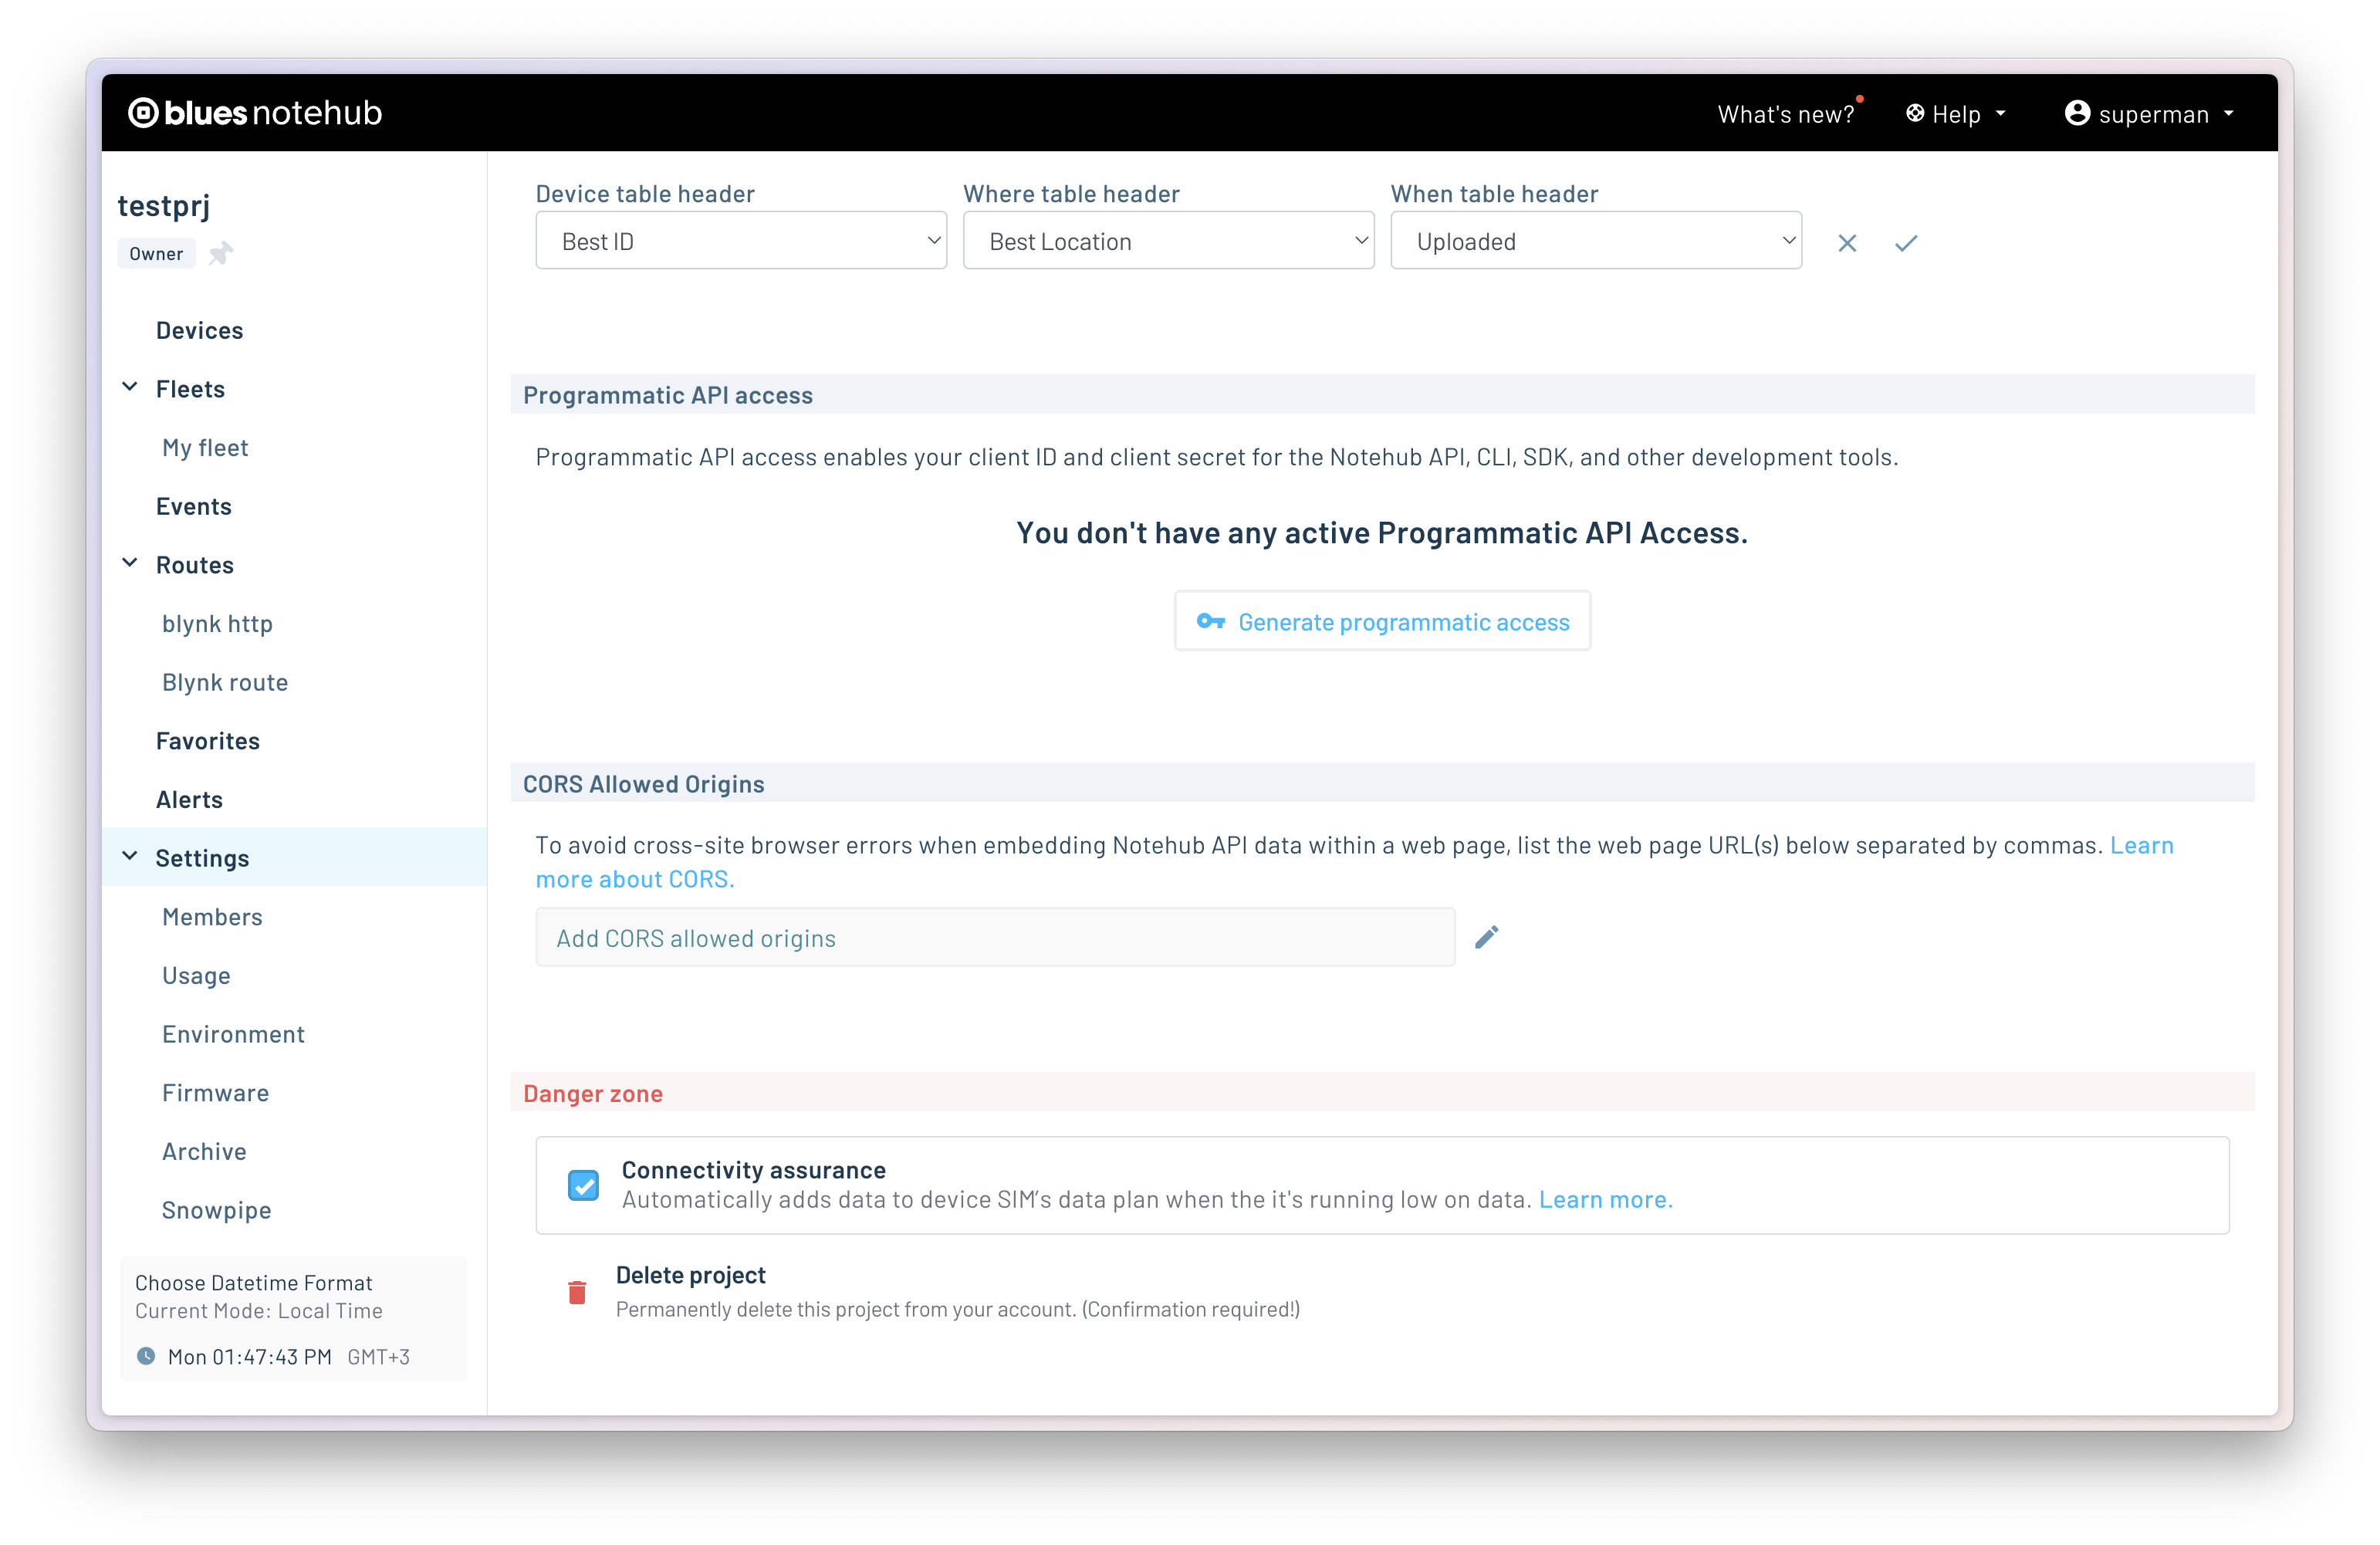 blues notehub
What's new?
Help
superman
testprj
Owner
Devices
Fleets
My fleet
Events
Routes
blynk http
Blynk route
Favorites
Alerts
Settings
Members
Usage
Environment
Firmware
Archive
Snowpipe
Choose Datetime Format
Current Mode: Local Time
Mon 01:47:43 PM GMT+3
Device table header
Where table header
When table header
Best ID
Best Location
Uploaded
Programmatic API access
Programmatic API access enables your client ID and client secret for the Notehub API, CLI, SDK, and other development tools.
You don't have any active Programmatic API Access.
Generate programmatic access
CORS Allowed Origins
To avoid cross-site browser errors when embedding Notehub API data within a web page, list the web page URL(s) below separated by commas. Learn
more about CORS.
Add CORS allowed origins
Danger zone
Connectivity assurance
Automatically adds data to device SIM’s data plan when the it's running low on data. Learn more.
Delete project
Permanently delete this project from your account. (Confirmation required!)